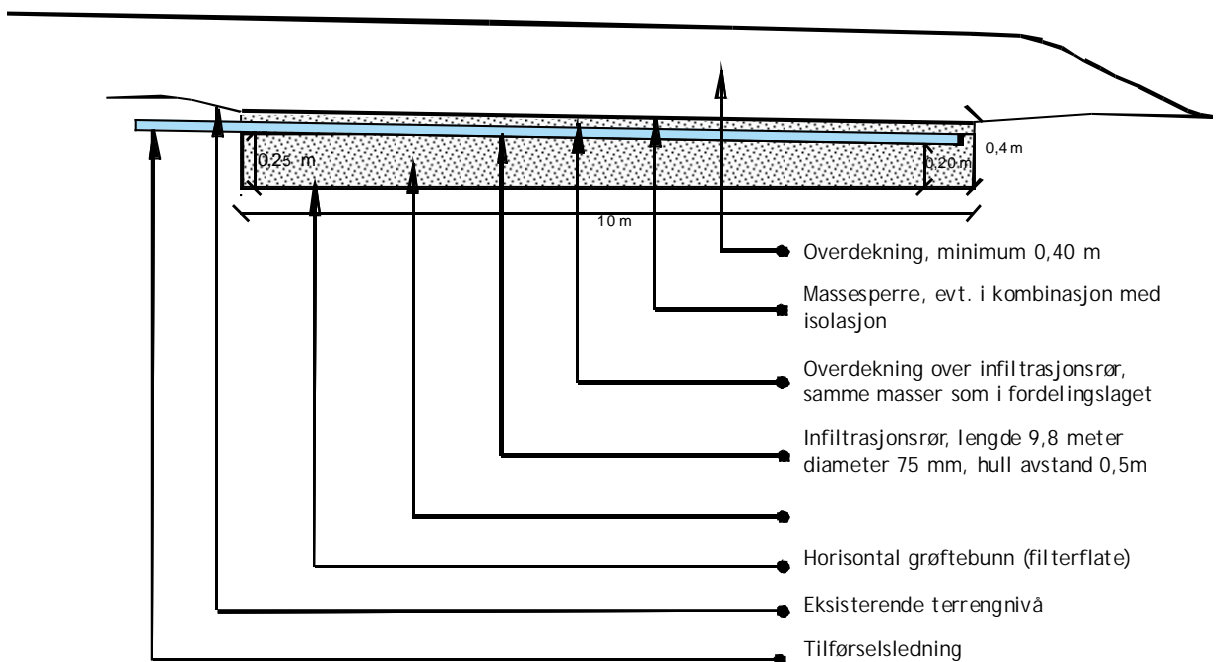 0,25 m
0,20 m
0,4 m
10 m
Overdekning, minimum 0,40 m
Massesperre, evt. i kombinasjon med
isolasjon
Overdekning over infiltrasjonsrør,
samme masser som i fordelingslaget
Infiltrasjonsrør, lengde 9,8 meter
diameter 75 mm, hull avstand 0,5m
Horisontal grøftebunn (filterflate)
Eksisterende terrengnivå
Tilførselsledning